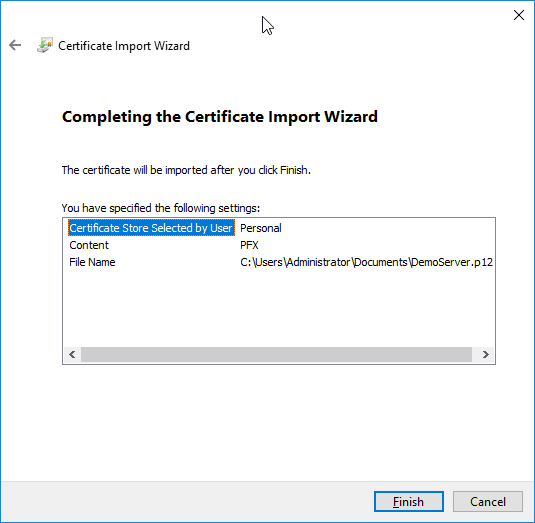 Certificate Import Wizard
Completing the Certificate Import Wizard
The certificate will be imported after you click Finish.
You have specified the following settings:
Certificate Store Selected by User Personal
Content PFX
File Name C:\Users\Administrator\Documents\DemoServer.p12
Finish Cancel